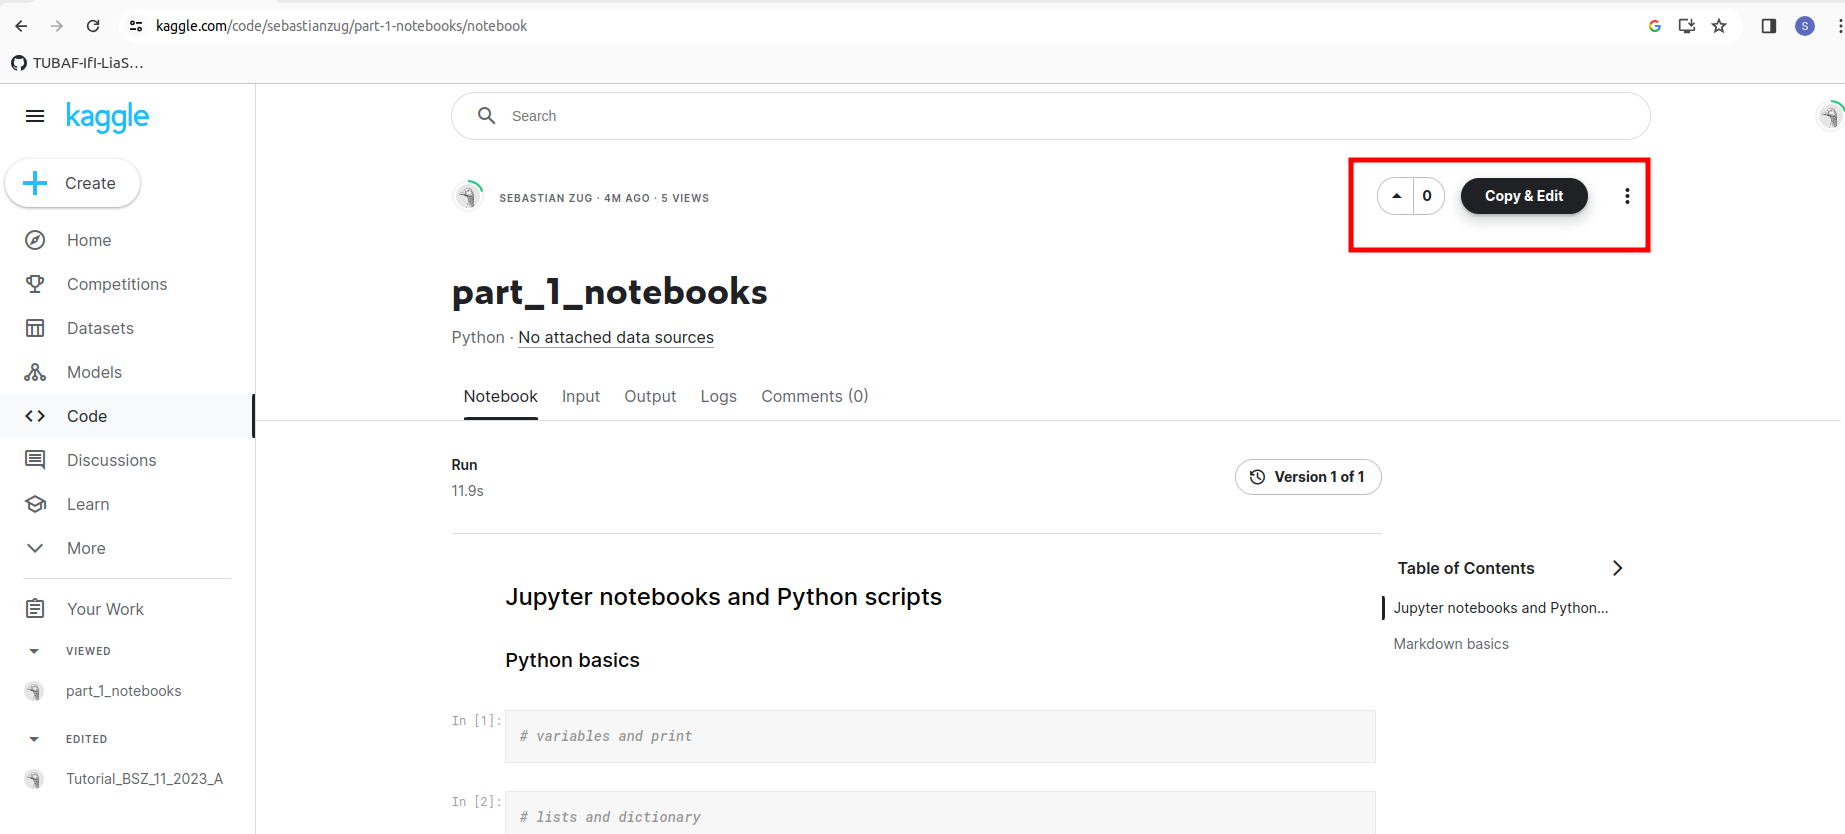 kaggle.com/code/sebastianzug/part-1-notebooks/notebook
S
TUBAF-IfI-LiaS...
kaggle
Search
Create
SEBASTIAN ZUG · 4M AGO · 5 VIEWS
0
Copy & Edit
Home
Competitions
Datasets
Models
Code
Discussions
Learn
More
Your Work
VIEWED
part_1_notebooks
EDITED
Tutorial_BSZ_11_2023_A
part_1_notebooks
Python · No attached data sources
Notebook Input Output Logs Comments (0)
Run
11.9s
Version 1 of 1
Jupyter notebooks and Python scripts
Python basics
In [1]:
# variables and print
In [2]:
# lists and dictionary
Table of Contents
Jupyter notebooks and Python...
Markdown basics